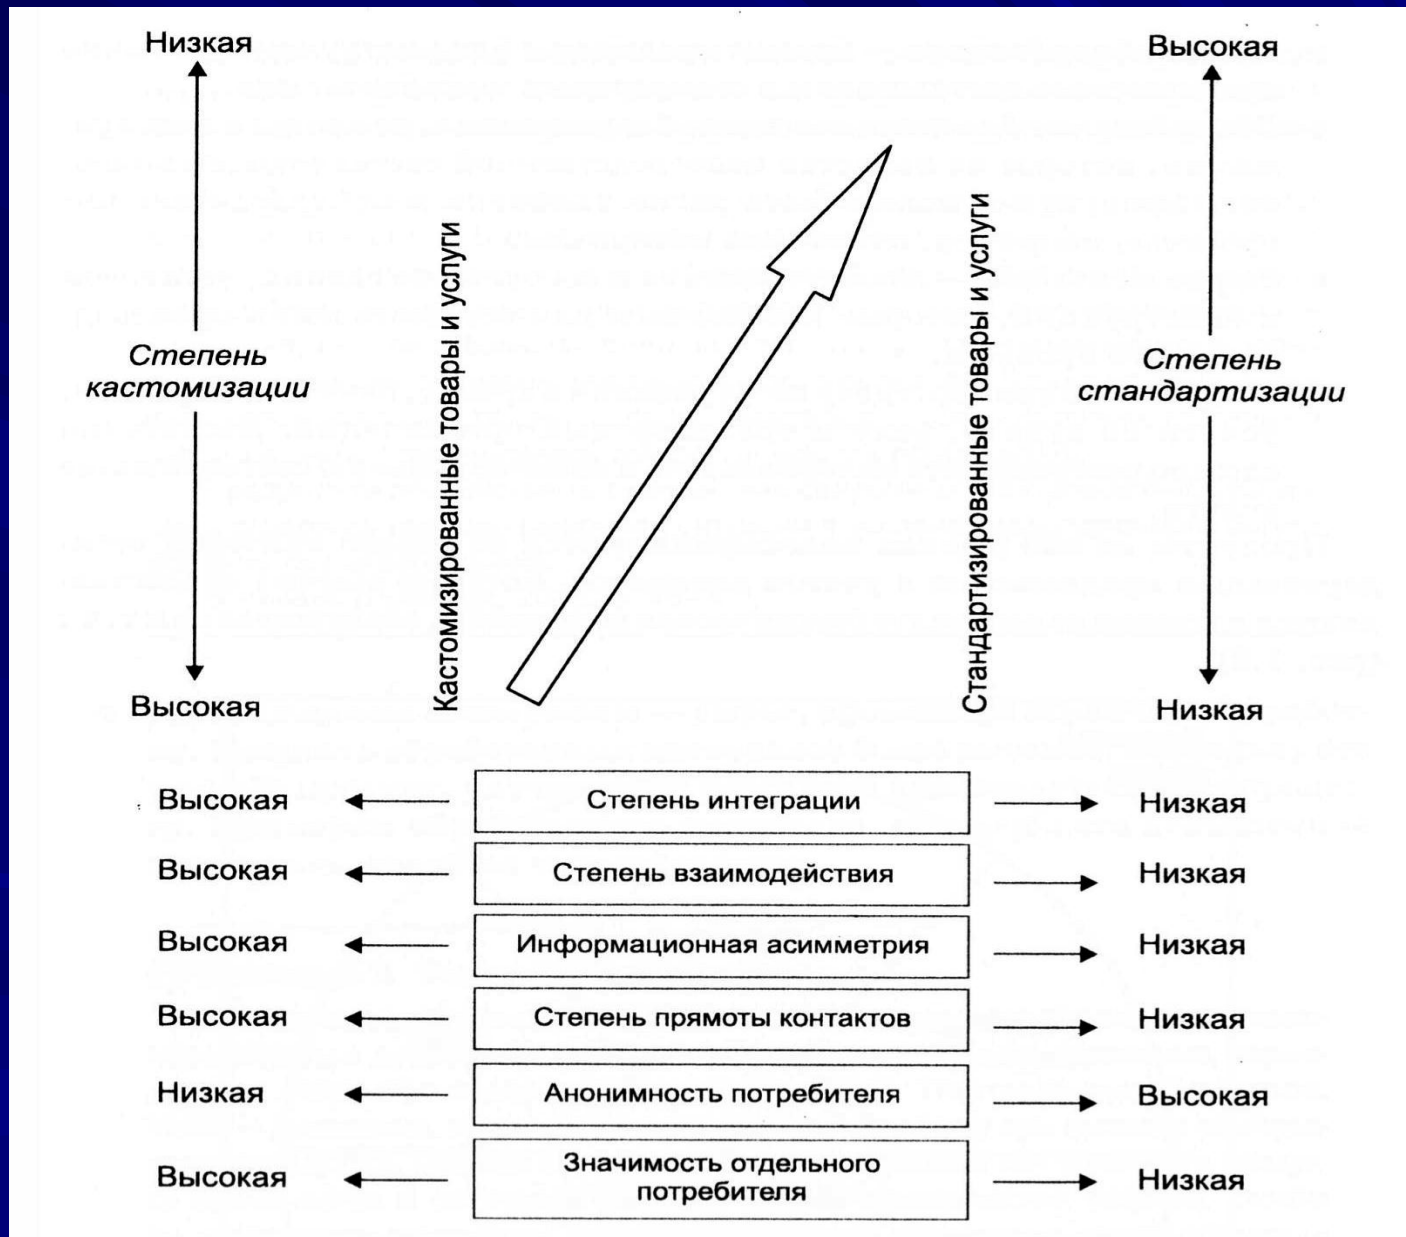 Низкая
Высокая
Кастомизированные товары и услуги
Стандартизированные товары и услуги
Степень
кастомизации
Степень
стандартизации
Высокая
Низкая
Высокая
Степень интеграции
Низкая
Высокая
Степень взаимодействия
Низкая
Высокая
Информационная асимметрия
Низкая
Высокая
Степень прямоты контактов
Низкая
Низкая
Анонимность потребителя
Высокая
Высокая
Значимость отдельного
потребителя
Низкая